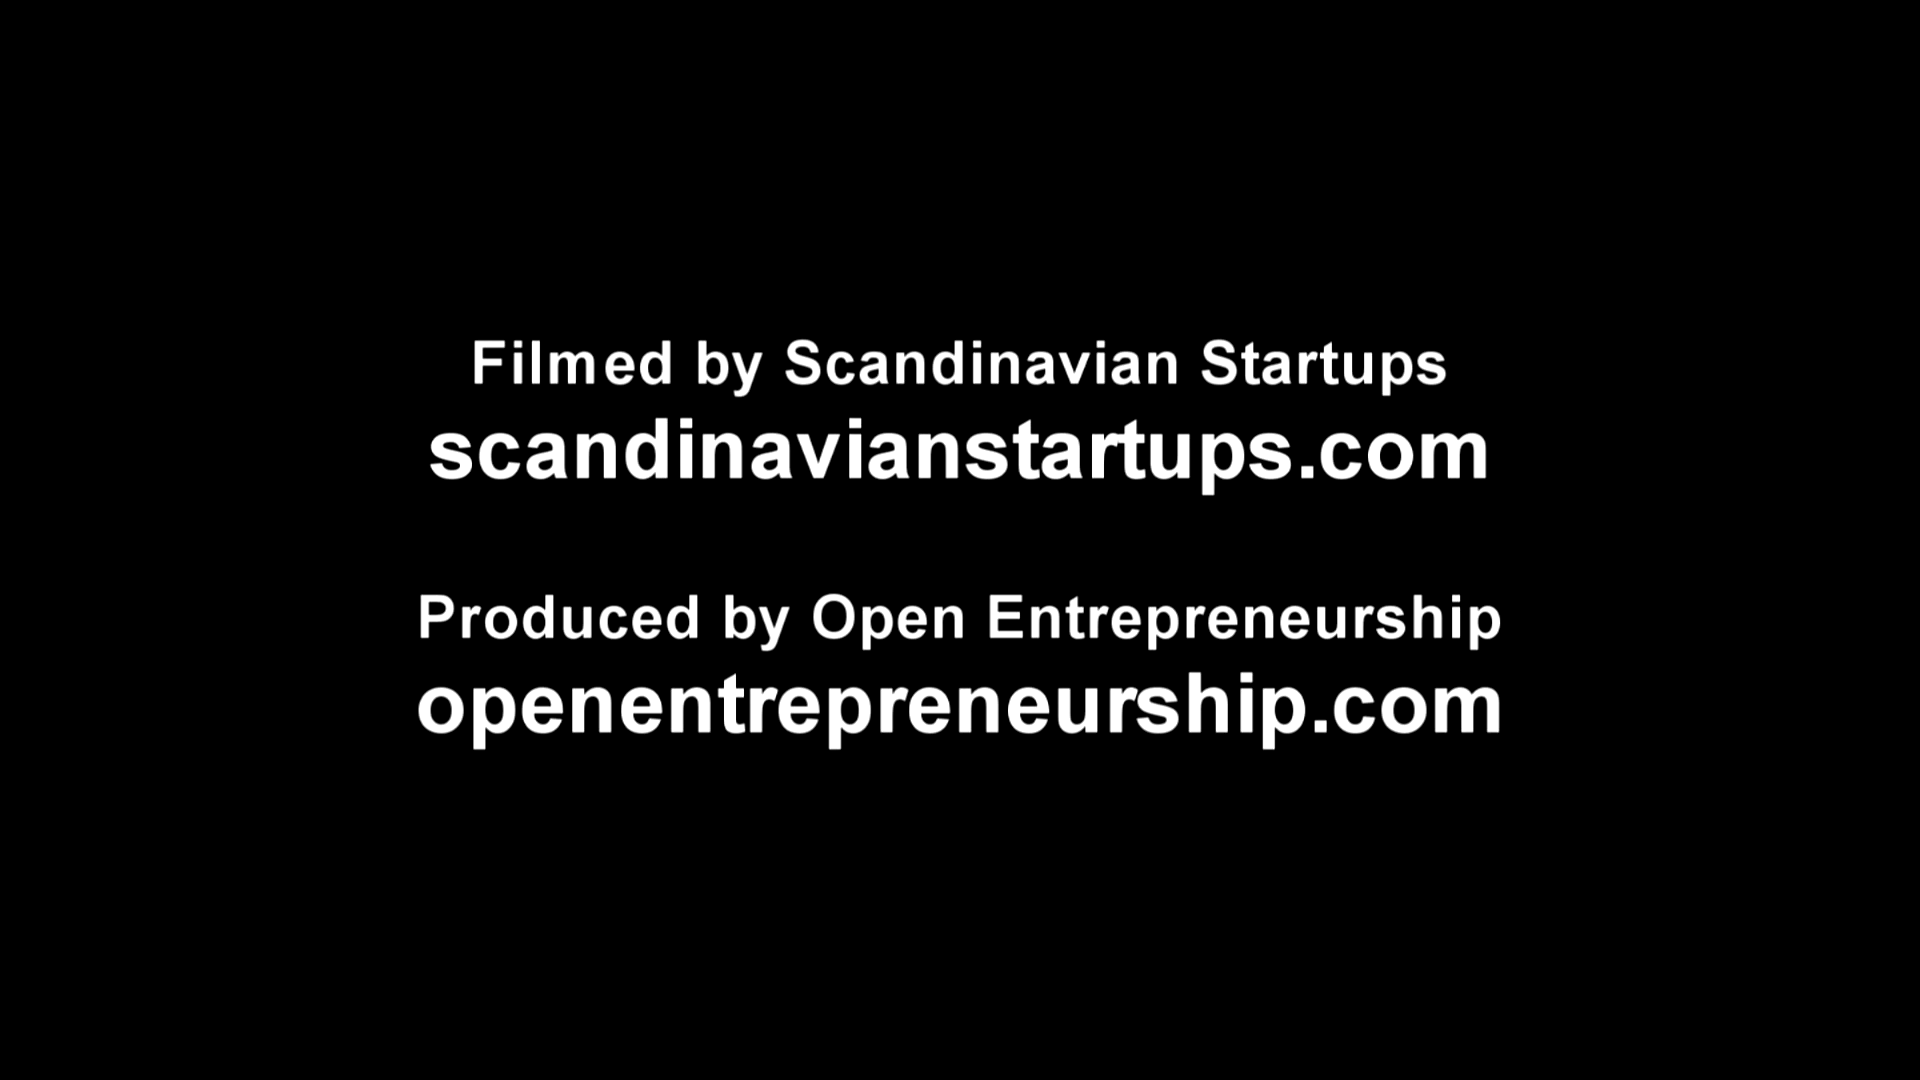 Filmed by Scandinavian Startups
scandinavianstartups.com
Produced by Open Entrepreneurship
openentrepreneurship.com